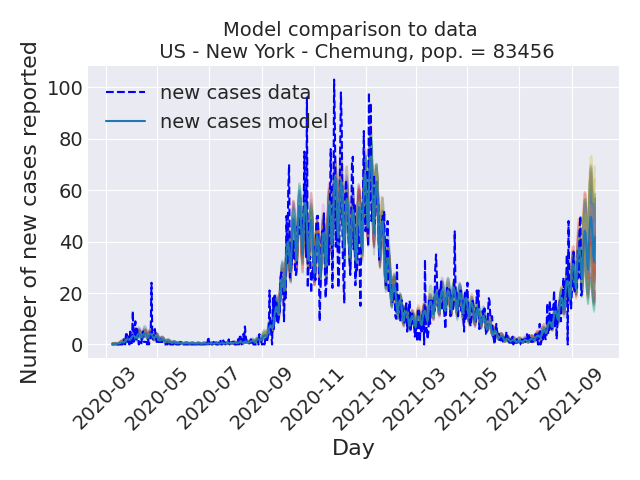 Model comparison to data
US - New York - Chemung, pop. = 83456
Number of new cases reported
100
80
60
40
20
0
new cases data
new cases model
2020-03
2020-05
2020-07
2020-09
2020-11
2021-01
2021-03
2021-05
2021-07
2021-09
Day